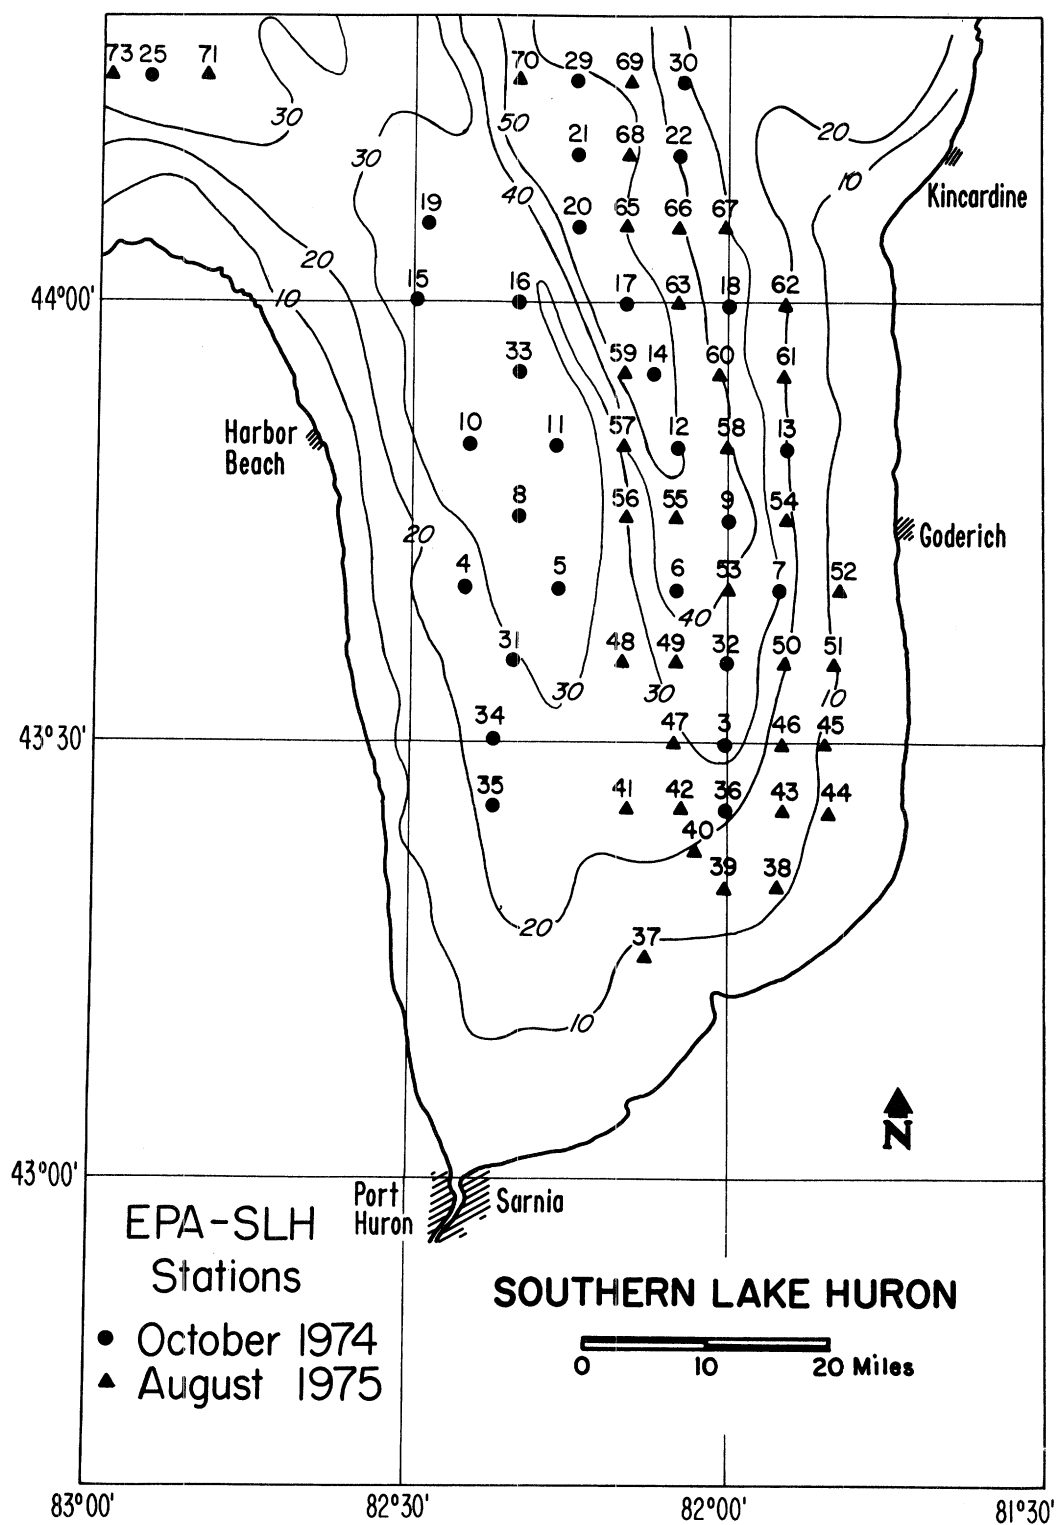 73 25 71 70 29 69 30
30 50 20
21 68 22
30 10
40
Kincardine
19 20 65 66 67
20
15 16 17 63 18 62
44°00'
10
33 59 14 60 61
Harbor
Beach
10 11 57 12 58 13
8 56 55 9 54
20
Goderich
4 5 6 53 7 52
40
31 48 49 32 50 51
30 30 10
34 47 3 46 45
43°30'
35 41 42 36 43 44
40
39 38
20
37
10
N
43°00'
Port
Huron
Sarnia
EPA-SLH
Stations
October 1974
August 1975
SOUTHERN LAKE HURON
0 10 20 Miles
83°00' 82°30' 82°00' 81°30'